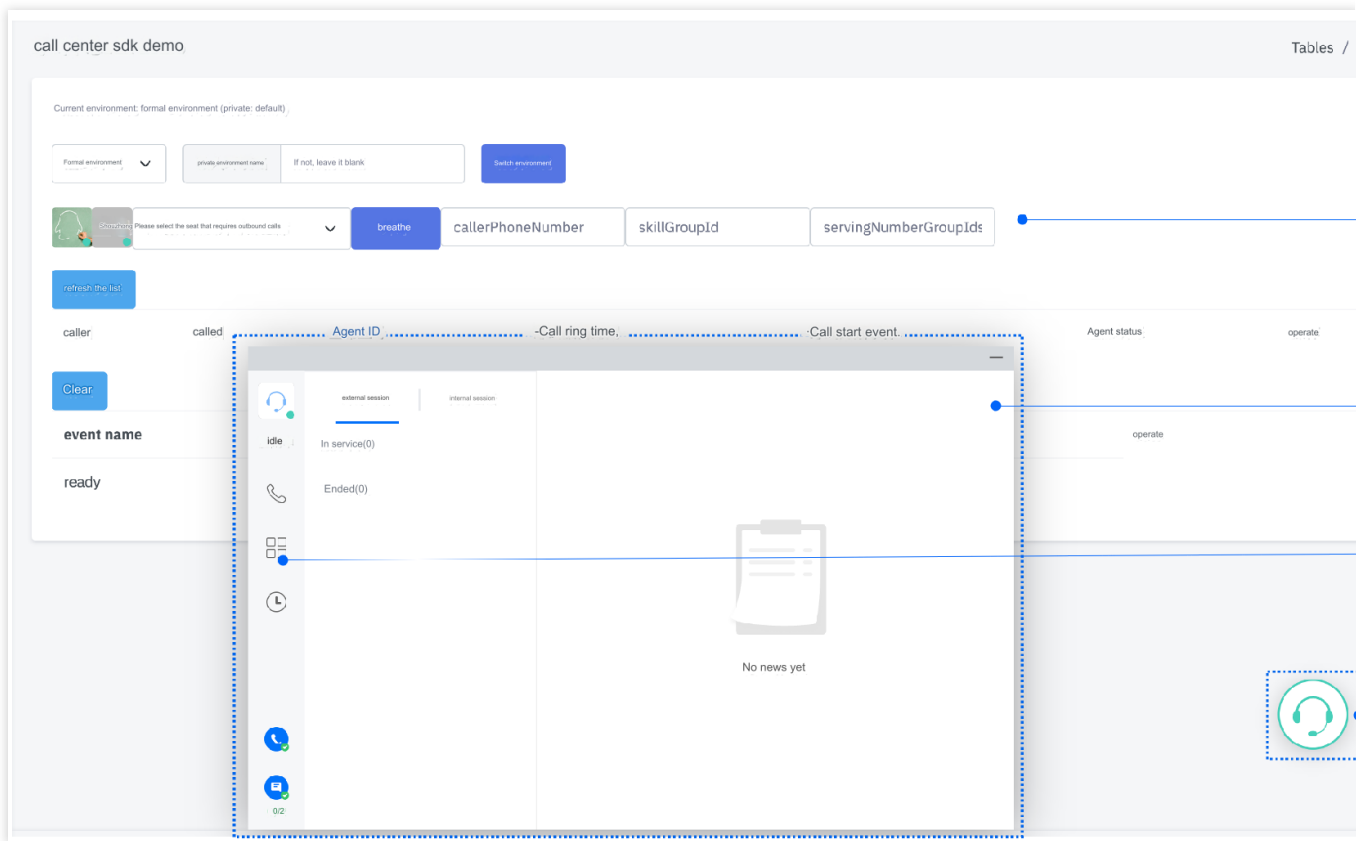 call center sdk demo
Tables /
Current environment: formal environment (private: default)
Formal environment
private environment name
If not, leave it blank
Switch environment
Please select the seat that requires outbound calls
breathe
callerPhoneNumber
skillGroupId
servingNumberGroupIds
refresh the list
caller
called
Agent ID
-Call ring time.
·Call start event.
Agent status
operate
Clear
external session
internal session
event name
idle
In service(0)
operate
ready
Ended(0)
No news yet
0/2